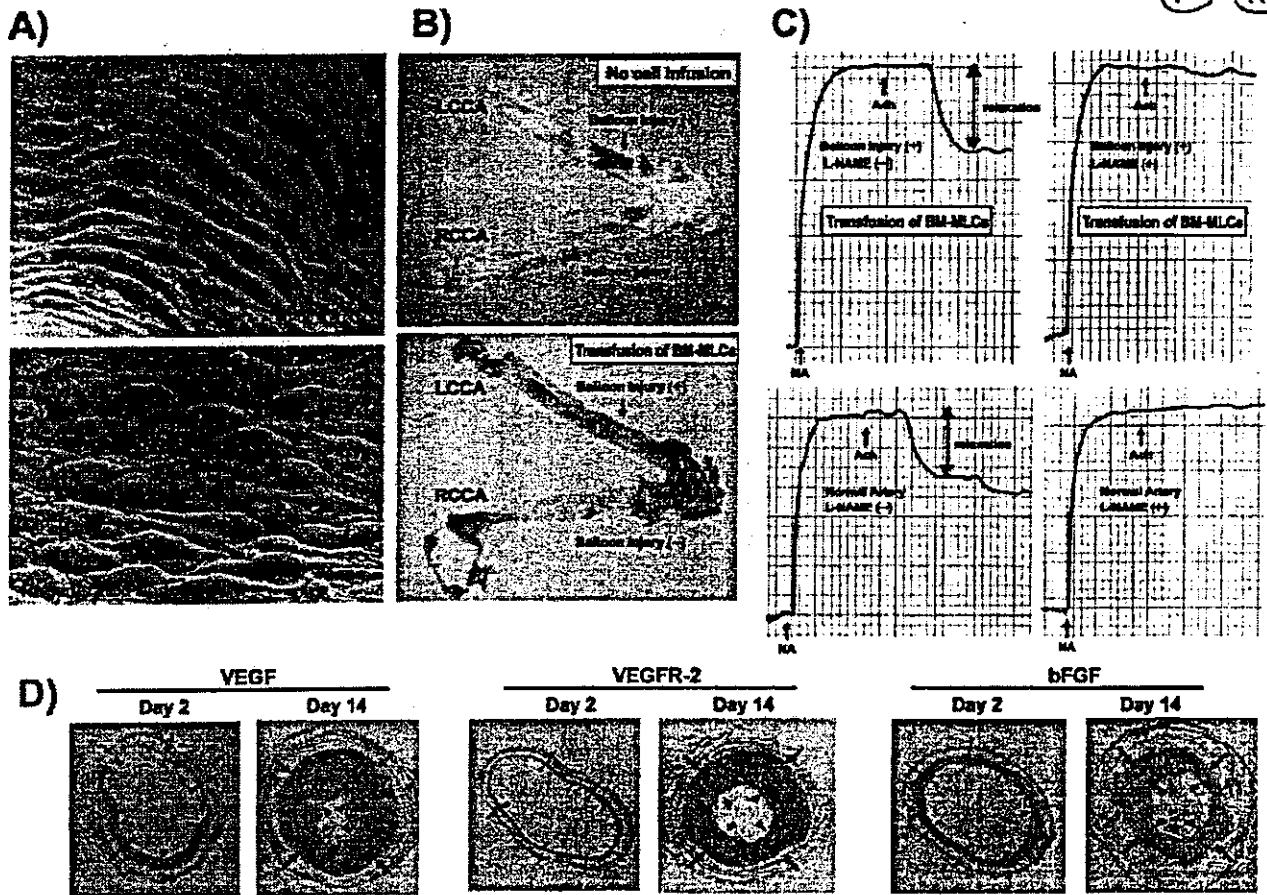 A)
B)
No cell infusion
LCCA
Balloon Injury
RCCA
Transfusion of BM-MLCs
LCCA
Balloon Injury (+)
RCCA
Balloon Injury (-)
C)
Ach
relaxation
Balloon Injury (+)
L-NAME (-)
Transfusion of BM-MLCs
NA
Ach
Balloon Injury (+)
L-NAME (+)
Transfusion of BM-MLCs
NA
Ach
relaxation
Normal Artery
L-NAME (-)
NA
Ach
Normal Artery
L-NAME (+)
NA
D)
VEGF
Day 2
Day 14
VEGFR-2
Day 2
Day 14
bFGF
Day 2
Day 14